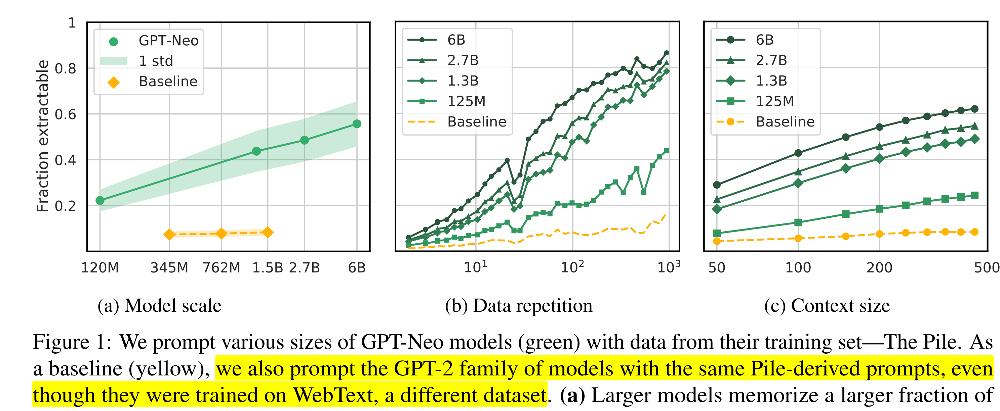 1
0.8
0.6
0.4
0.2
Fraction extractable
GPT-Neo
1 std
Baseline
120M 345M 762M 1.5B 2.7B 6B
(a) Model scale
6B
2.7B
1.3B
125M
Baseline
10¹ 10² 10³
(b) Data repetition
6B
2.7B
1.3B
125M
Baseline
50 100 200 500
(c) Context size
Figure 1: We prompt various sizes of GPT-Neo models (green) with data from their training set—The Pile. As
a baseline (yellow), we also prompt the GPT-2 family of models with the same Pile-derived prompts, even
though they were trained on WebText, a different dataset. (a) Larger models memorize a larger fraction of